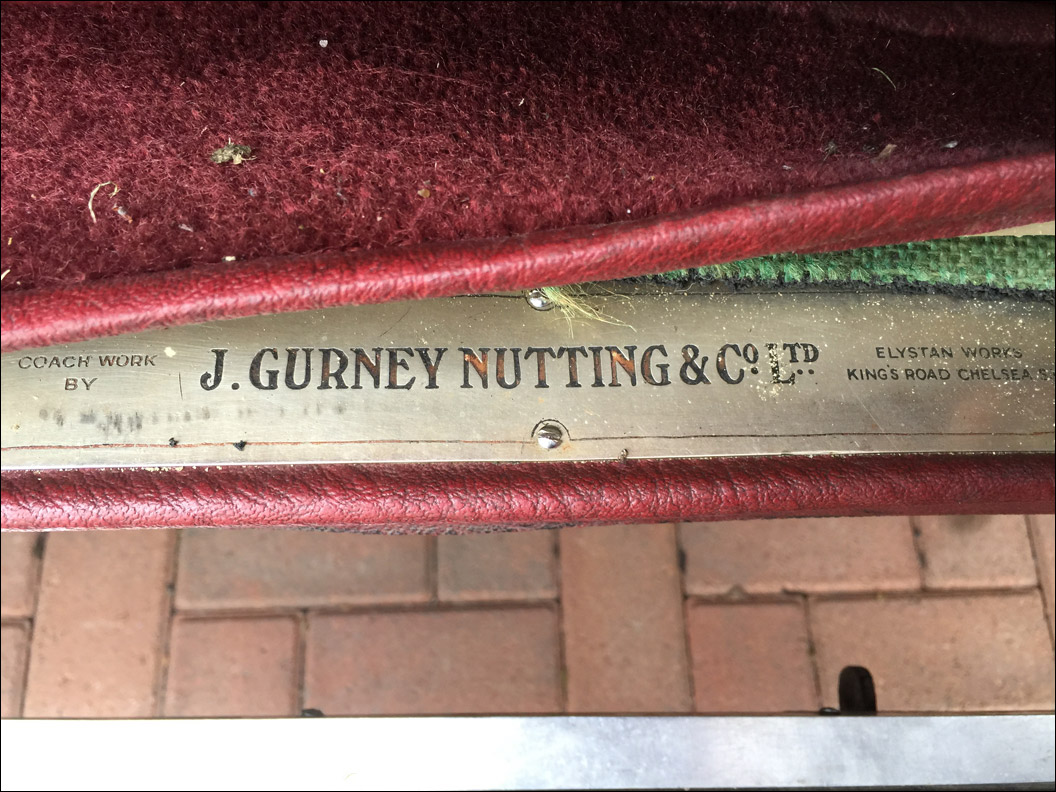 COACH WORK
BY
J. GURNEY NUTTING & Cº. LTD.
ELYSTAN WORKS
KING'S ROAD CHELSEA